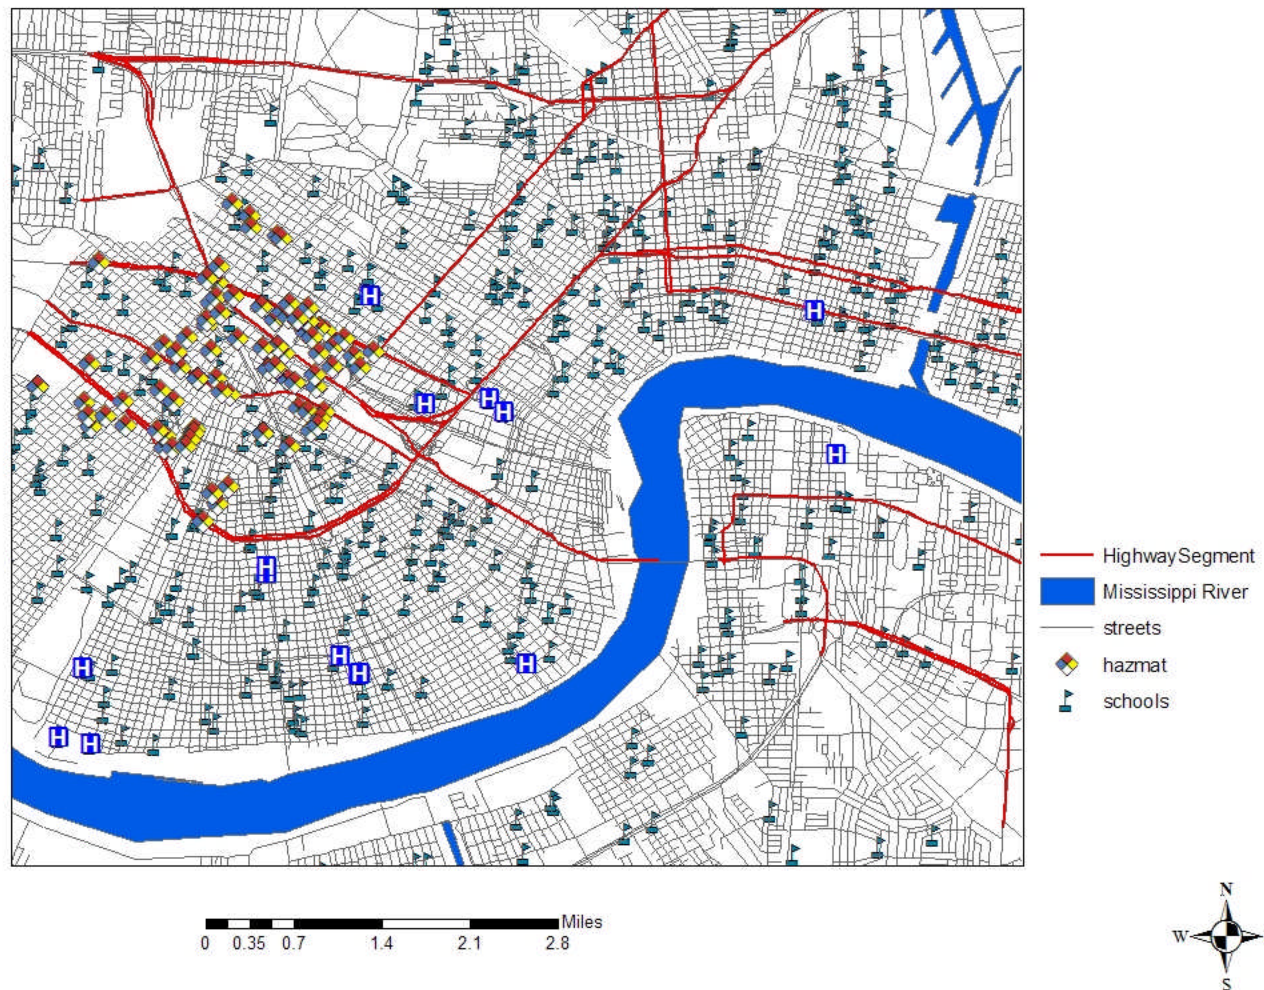 H
H
H
H
H
H
H
H
H
H
H
H
H
HighwaySegment
Mississippi River
streets
hazmat
schools
Miles
0 0.35 0.7 1.4 2.1 2.8
N
W E
S